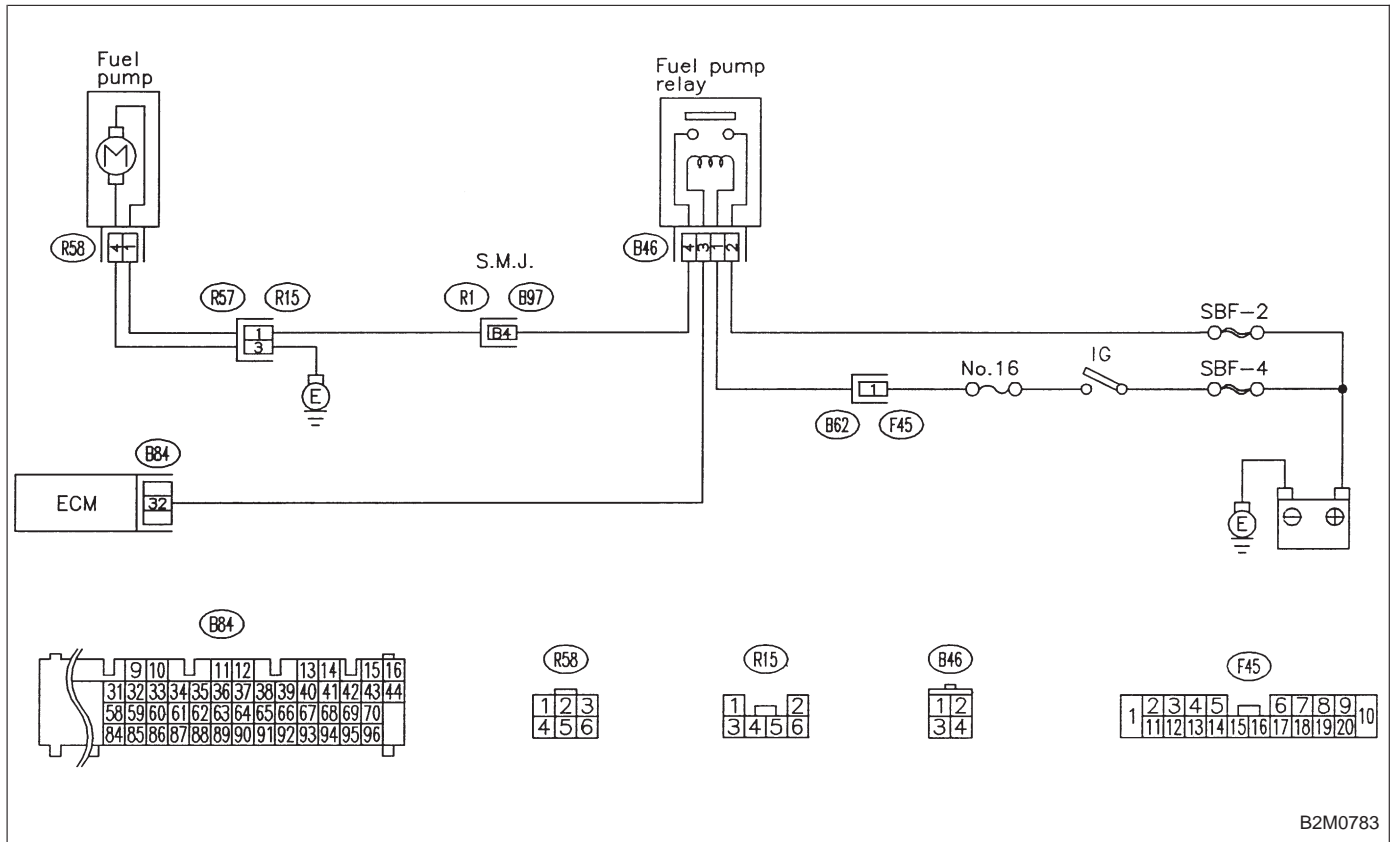 Fuel
pump
Fuel pump
relay
M
R58
4 1
B46
4 3 1 2
S.M.J.
R57 R15
R1 B97
1
3
B4
SBF-2
IG
No.16
SBF-4
1
E
B62 F45
B84
ECM
32
E
⊖ ⊕
B84
9 10 11 12 13 14 15 16
31 32 33 34 35 36 37 38 39 40 41 42 43 44
58 59 60 61 62 63 64 65 66 67 68 69 70
84 85 86 87 88 89 90 91 92 93 94 95 96
R58
1 2 3
4 5 6
R15
1 2
3 4 5 6
B46
1 2
3 4
F45
1 2 3 4 5 6 7 8 9 10
11 12 13 14 15 16 17 18 19 20
B2M0783